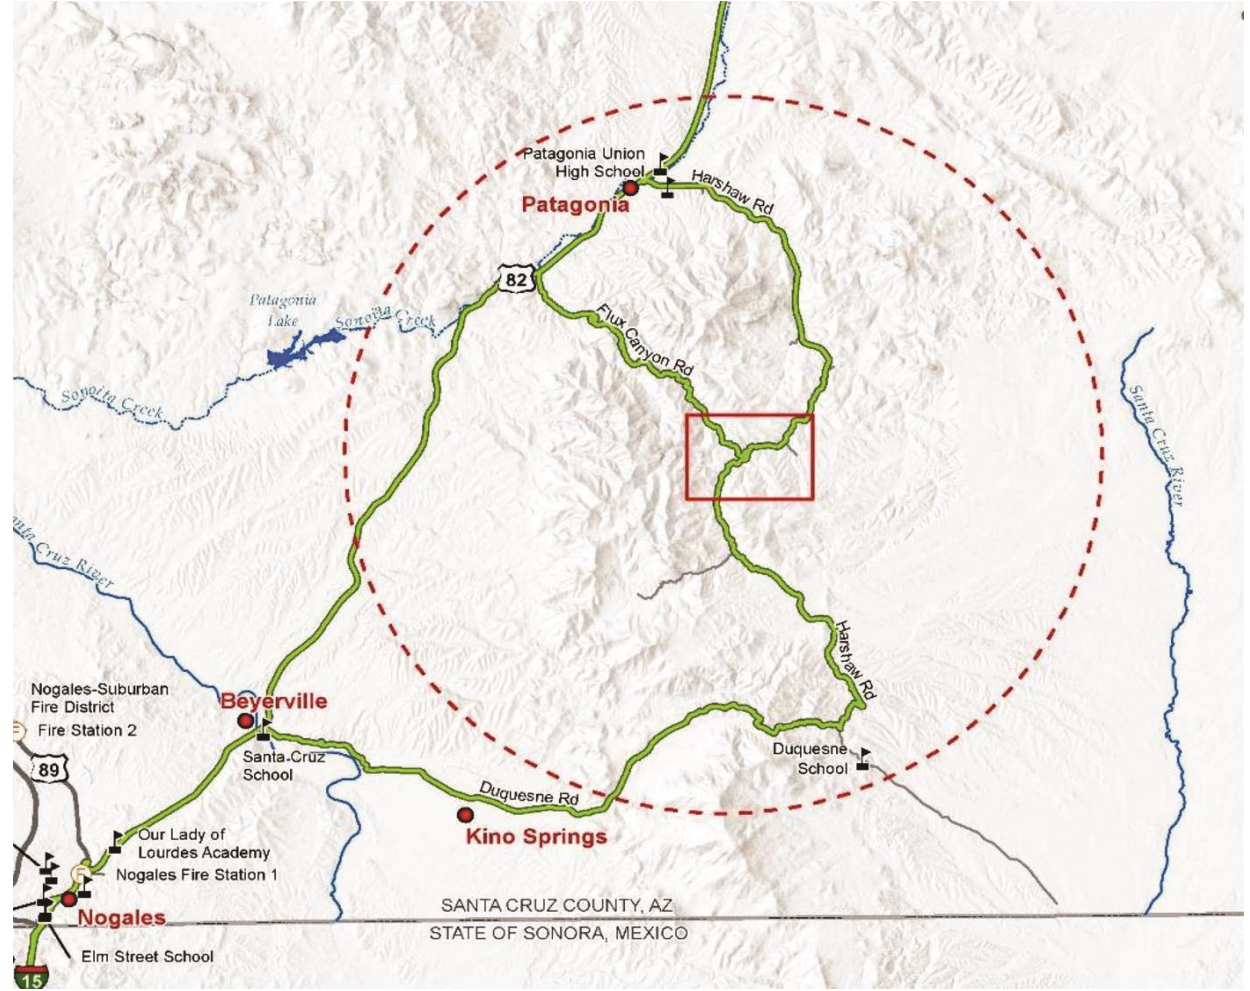 Patagonia Union
High School
Harshaw Rd
Patagonia
82
Patagonia
Lake
Sonoita Creek
Flux Canyon Rd
Sonoita Creek
Santa Cruz River
anta Cruz River
Harshaw Rd
Nogales-Suburban
Fire District
Fire Station 2
F
Beyerville
89
Santa Cruz
School
Duquesne
School
Duquesne Rd
Kino Springs
Our Lady of
Lourdes Academy
F
Nogales Fire Station 1
Nogales
SANTA CRUZ COUNTY, AZ
STATE OF SONORA, MEXICO
Elm Street School
15